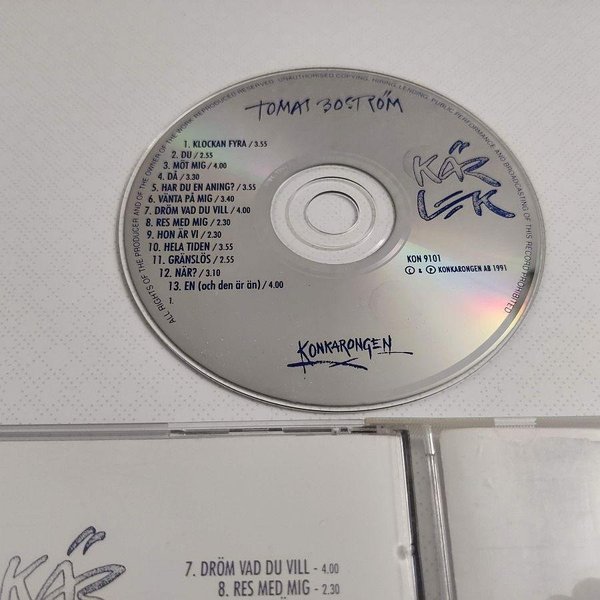 ALL RIGHTS OF THE PRODUCER AND OF THE OWNER OF THE WORK REPRODUCED RESERVED. UNAUTHORISED COPYING, HIRING, LENDING, PUBLIC PERFORMANCE AND BROADCASTING OF THIS RECORD PROHIBITED
TOMAS BOSTRÖM
1. KLOCKAN FYRA / 3.55
2. DU / 2.55
3. MÖT MIG / 4.00
4. DÅ / 3.30
5. HAR DU EN ANING? / 3.55
6. VÄNTA PÅ MIG / 3.40
7. DRÖM VAD DU VILL / 4.00
8. RES MED MIG / 2.30
9. HON ÄR VI / 2.30
10. HELA TIDEN / 3.55
11. GRÄNSLÖS / 2.55
12. NÄR? / 3.10
13. EN (och den är än) / 4.00
1.
KÄR
LEK
KON 9101
© & ℗ KONKARONGEN AB 1991
KONKARONGEN
KÄR
7. DRÖM VAD DU VILL - 4.00
8. RES MED MIG - 2.30